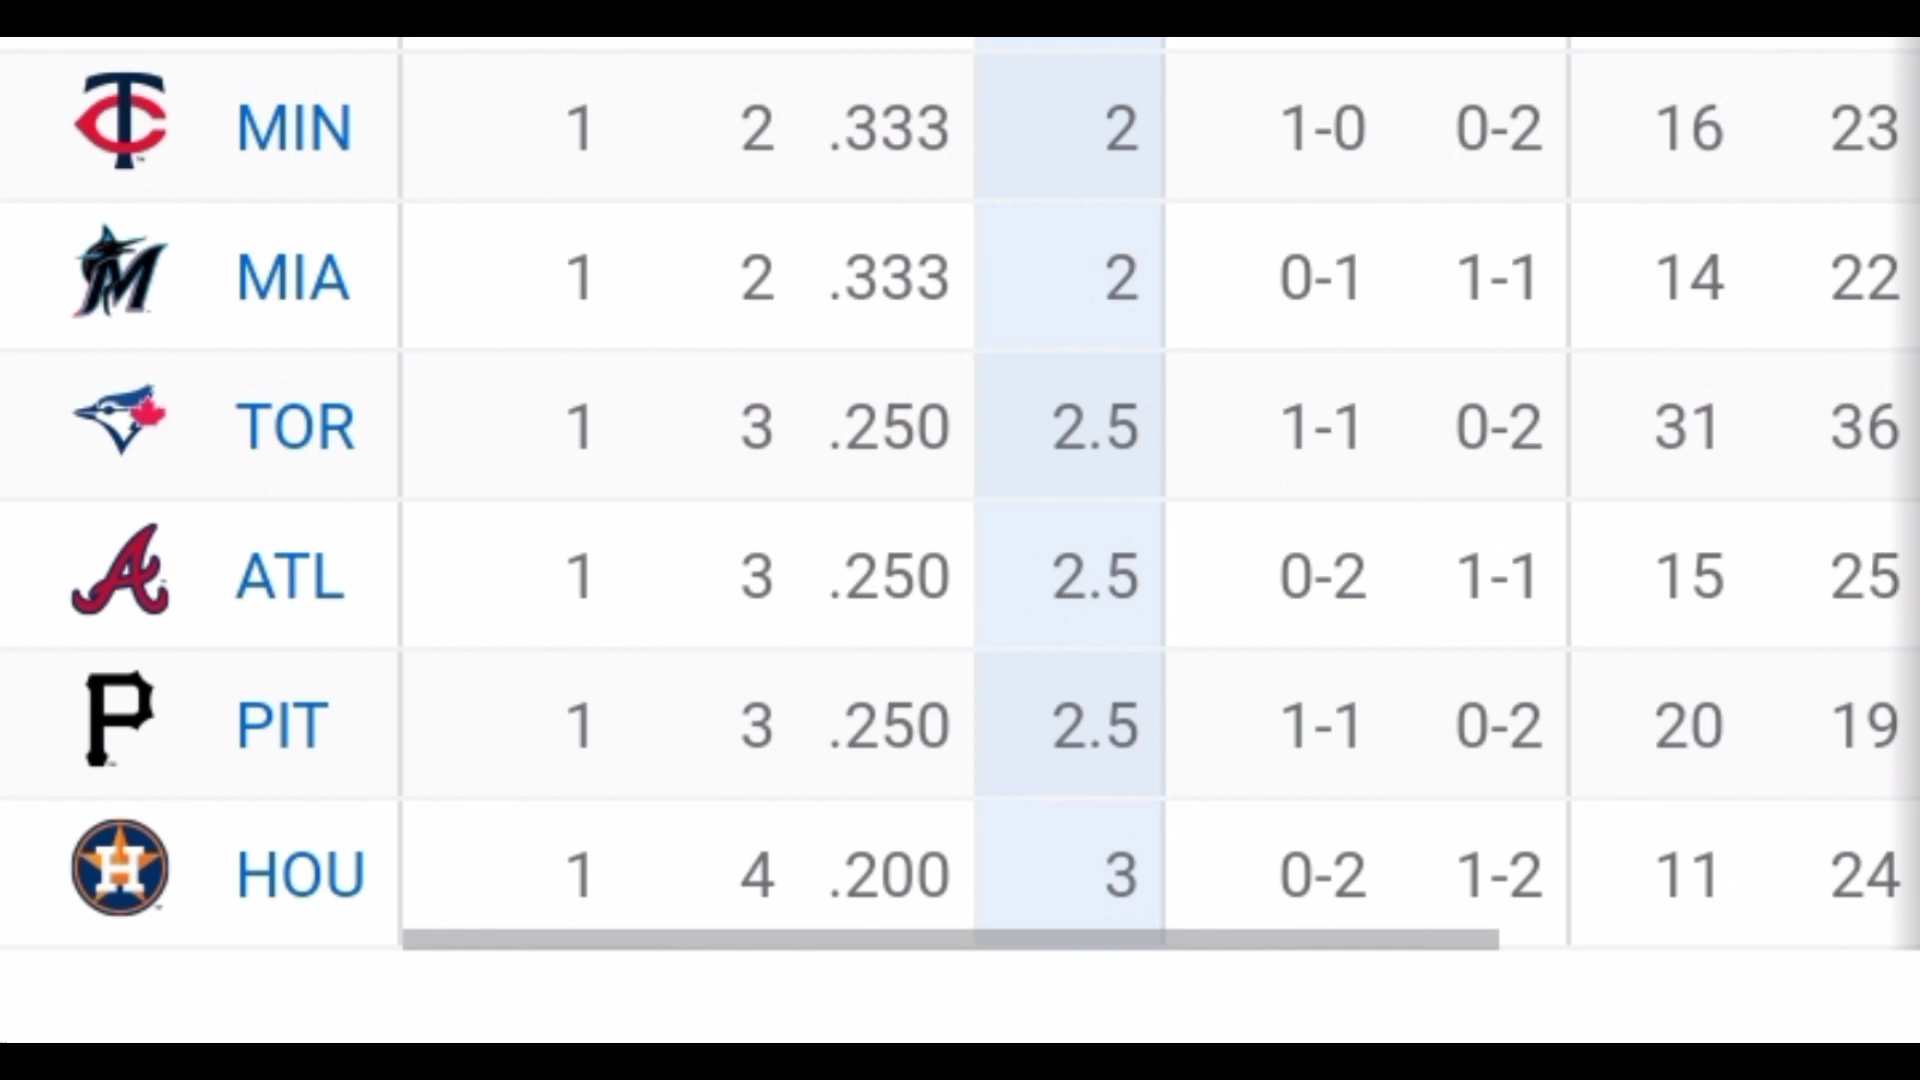 MIN 1 2 .333 2 1-0 0-2 16 23
MIA 1 2 .333 2 0-1 1-1 14 22
TOR 1 3 .250 2.5 1-1 0-2 31 36
ATL 1 3 .250 2.5 0-2 1-1 15 25
PIT 1 3 .250 2.5 1-1 0-2 20 19
HOU 1 4 .200 3 0-2 1-2 11 24